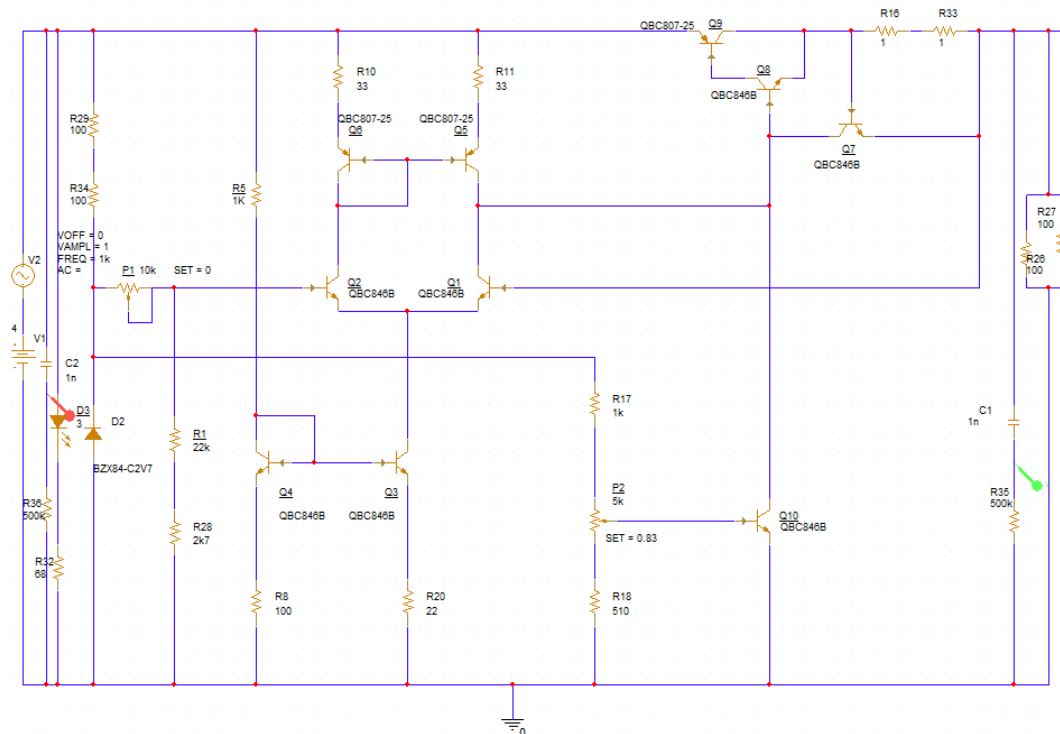 QBC807-25
Q9
R16
1
R33
1
R10
33
R11
33
Q8
QBC846B
R29
100
QBC807-25
Q6
QBC807-25
Q5
Q7
QBC846B
R34
100
R5
1K
R27
100
R26
100
VOFF = 0
VAMPL = 1
FREQ = 1k
AC =
V2
P1 10k
SET = 0
Q2
QBC846B
Q1
QBC846B
4
V1
C2
1n
D3
3
D2
BZX84-C2V7
R17
1k
C1
1n
R1
22k
Q4
QBC846B
Q3
QBC846B
P2
5k
SET = 0.83
Q10
QBC846B
R36
500k
R28
2k7
R35
500k
R32
68
R8
100
R20
22
R18
510
0